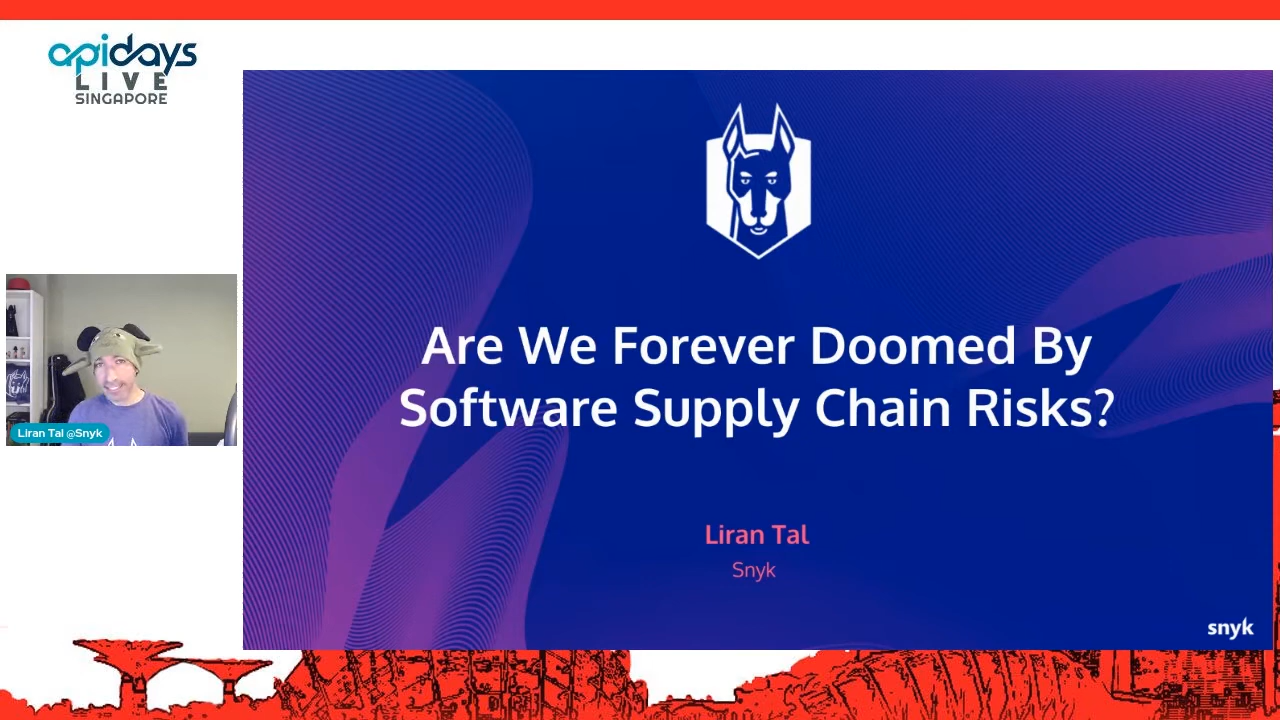 apidays
LIVE
SINGAPORE
Are We Forever Doomed By
Software Supply Chain Risks?
Liran Tal
Snyk
snyk
Liran Tal @Snyk